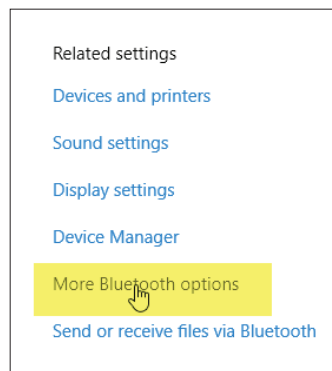 Related settings
Devices and printers
Sound settings
Display settings
Device Manager
More Bluetooth options
Send or receive files via Bluetooth